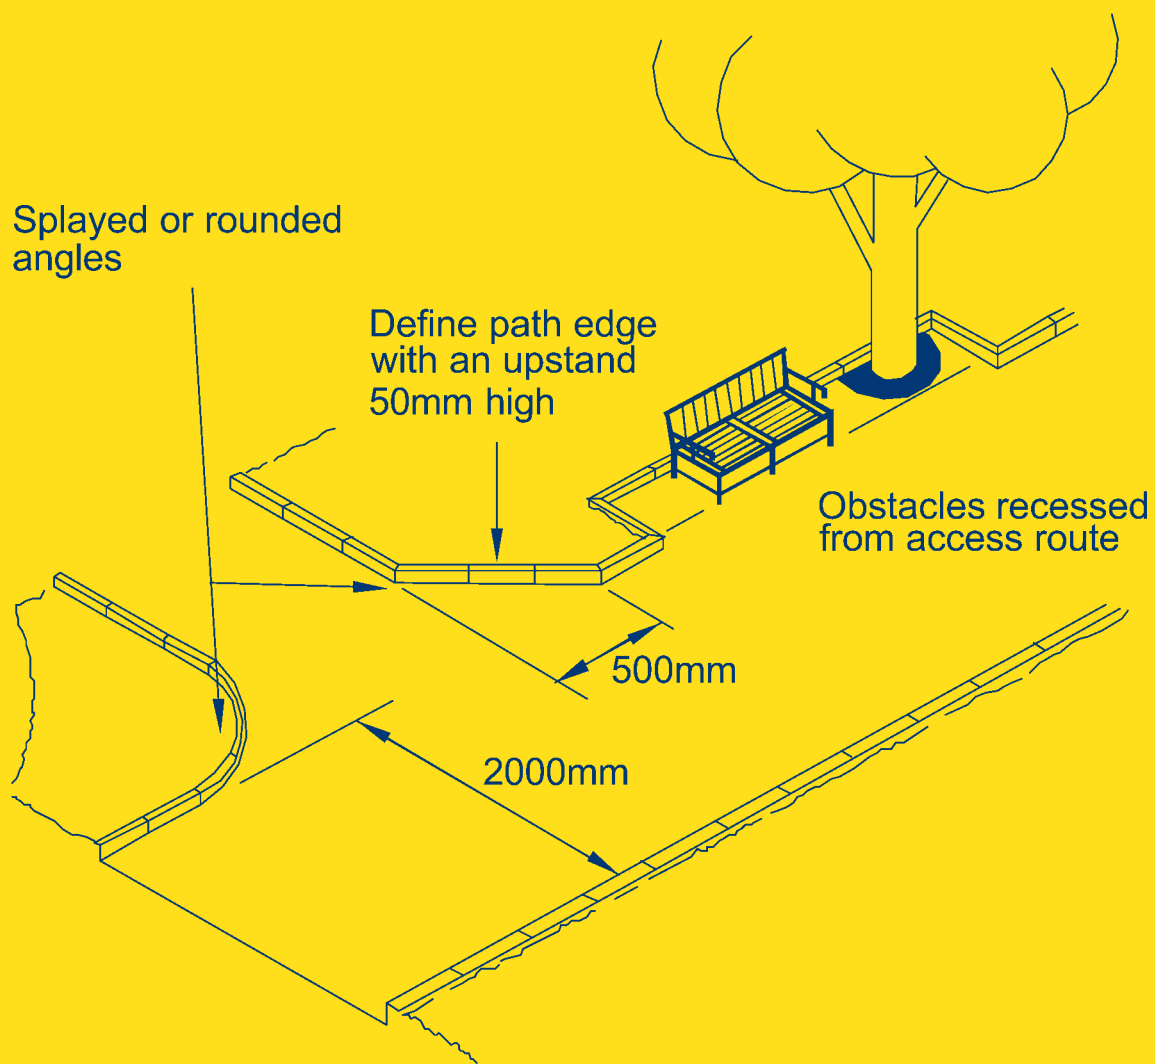 Splayed or rounded
angles
Define path edge
with an upstand
50mm high
Obstacles recessed
from access route
500mm
2000mm